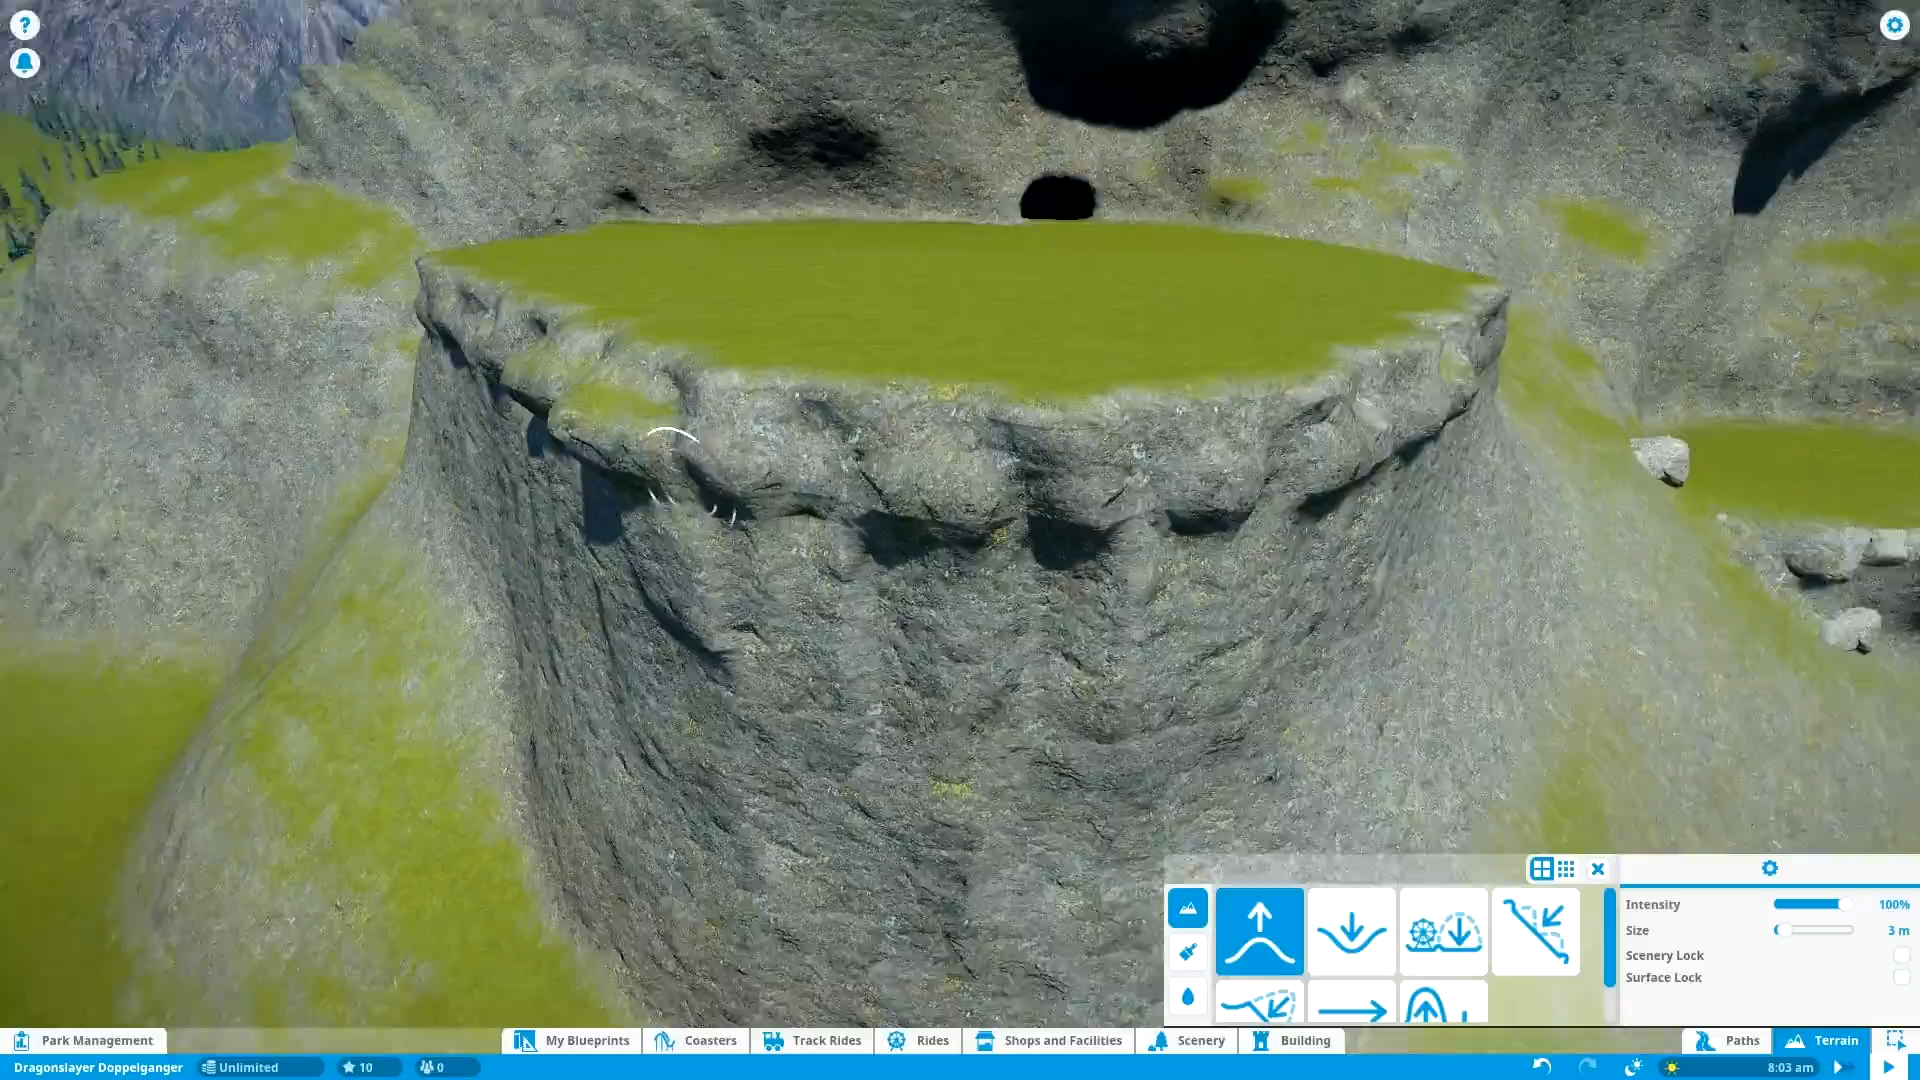 ?
Intensity 100%
Size 3 m
Scenery Lock
Surface Lock
Park Management
My Blueprints
Coasters
Track Rides
Rides
Shops and Facilities
Scenery
Building
Paths
Terrain
Dragonslayer Doppelganger
Unlimited
10
0
8:03 am